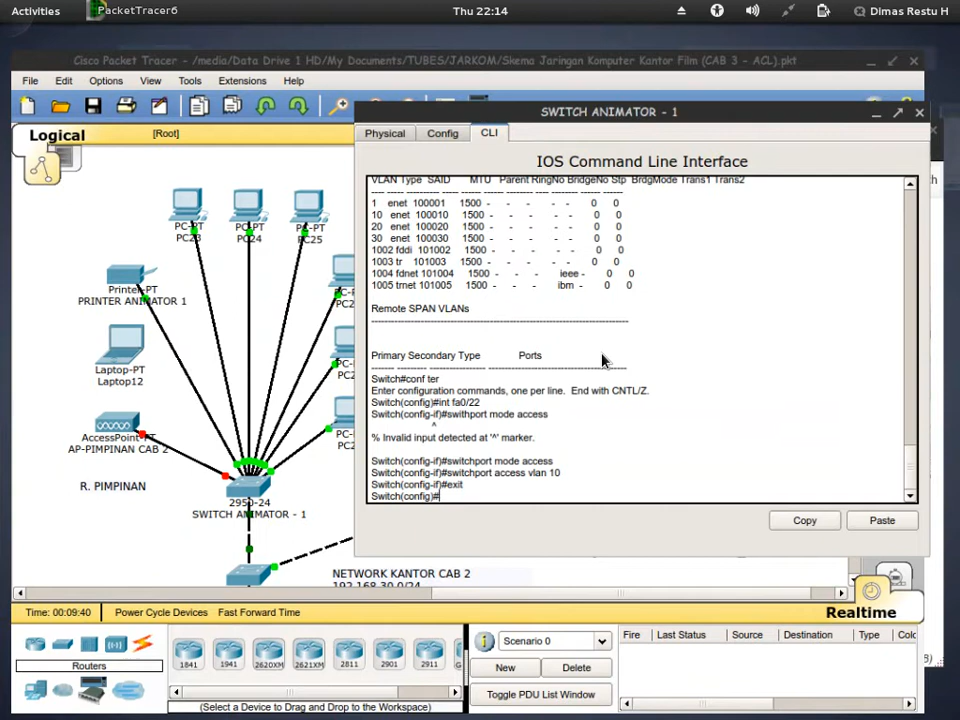 Activities PacketTracer6 Thu 22:14 Dimas Restu H
Cisco Packet Tracer - /media/Data Drive 1 HD/My Documents/TUBES/JARKOM/Skema Jaringan Komputer Kantor Film (CAB 3 - ACL).pkt
File Edit Options View Tools Extensions Help
Logical [Root]
SWITCH ANIMATOR - 1
Physical Config CLI
IOS Command Line Interface
VLAN Type SAID MTU Parent RingNo BridgeNo Stp BrdgMode Trans1 Trans2
---- ----- ---------- ----- ------ ------ -------- ---- -------- ------ ------
1 enet 100001 1500 - - - - - 0 0
10 enet 100010 1500 - - - - - 0 0
20 enet 100020 1500 - - - - - 0 0
30 enet 100030 1500 - - - - - 0 0
1002 fddi 101002 1500 - - - - - 0 0
1003 tr 101003 1500 - - - - - 0 0
1004 fdnet 101004 1500 - - - ieee - 0 0
1005 trnet 101005 1500 - - - ibm - 0 0
Remote SPAN VLANs
------------------------------------------------------------------------------
Primary Secondary Type Ports
------- --------- ----------------- ------------------------------------------
Switch#conf ter
Enter configuration commands, one per line. End with CNTL/Z.
Switch(config)#int fa0/22
Switch(config-if)#swithport mode access
^
% Invalid input detected at '^' marker.
Switch(config-if)#switchport mode access
Switch(config-if)#switchport access vlan 10
Switch(config-if)#exit
Switch(config)#
Copy Paste
PC-PT
PC23
PC-PT
PC24
PC-PT
PC25
Printer-PT
PRINTER ANIMATOR 1
Laptop-PT
Laptop12
AccessPoint-PT
AP-PIMPINAN CAB 2
R. PIMPINAN
2950-24
SWITCH ANIMATOR - 1
NETWORK KANTOR CAB 2
192.168.30.0/24
Time: 00:09:40 Power Cycle Devices Fast Forward Time Realtime
Routers
1841 1941 2620XM 2621XM 2811 2901 2911
(Select a Device to Drag and Drop to the Workspace)
Scenario 0
New Delete
Toggle PDU List Window
Fire Last Status Source Destination Type